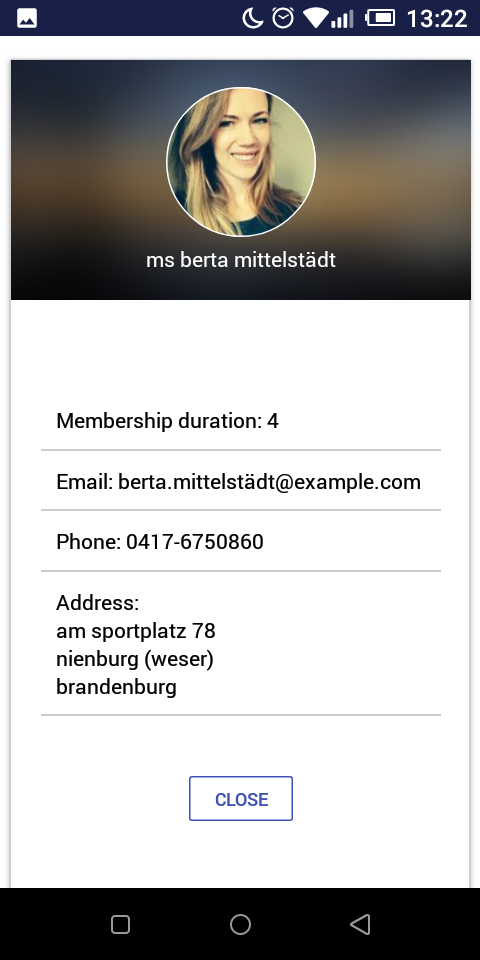 13:22
ms berta mittelstädt
Membership duration: 4
Email: berta.mittelstädt@example.com
Phone: 0417-6750860
Address:
am sportplatz 78
nienburg (weser)
brandenburg
CLOSE